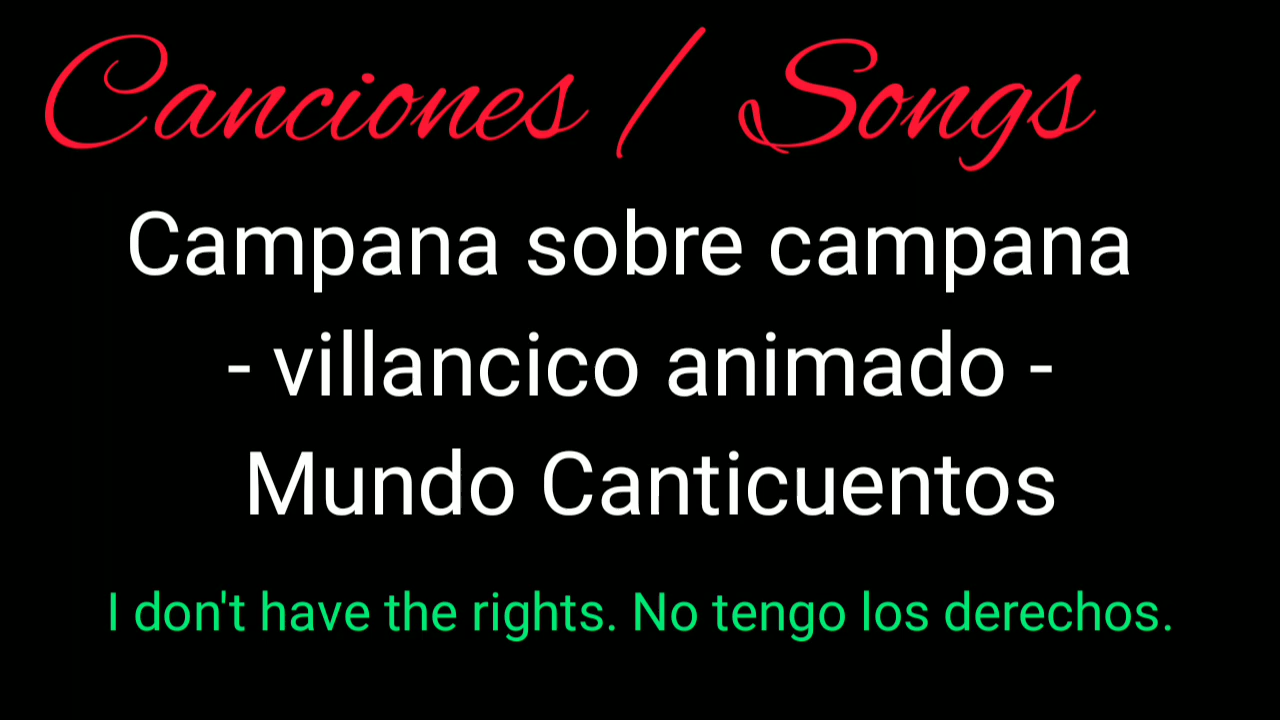 Canciones / Songs
Campana sobre campana
- villancico animado -
Mundo Canticuentos
I don't have the rights. No tengo los derechos.